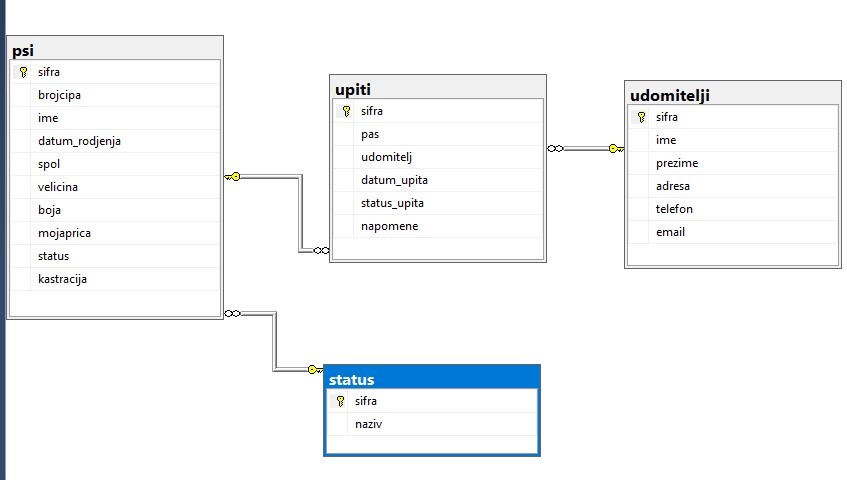 psi
sifra
brojcipa
ime
datum_rodjenja
spol
velicina
boja
mojaprica
status
kastracija
upiti
sifra
pas
udomitelj
datum_upita
status_upita
napomene
udomitelji
sifra
ime
prezime
adresa
telefon
email
status
sifra
naziv